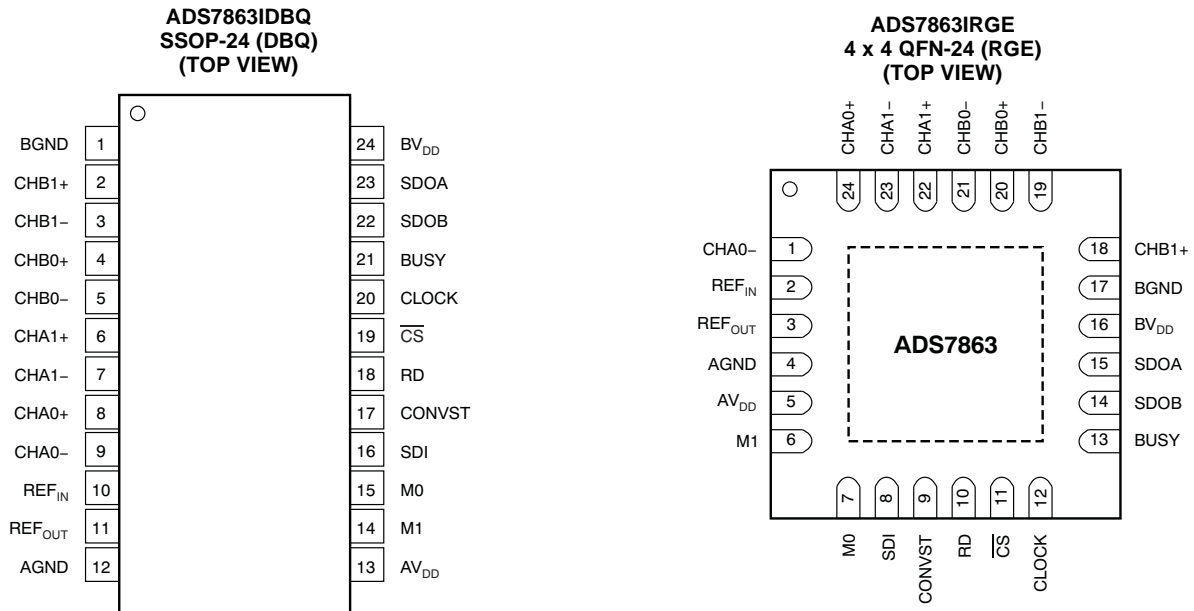 ADS7863IDBQ
SSOP-24 (DBQ)
(TOP VIEW)
BGND 1
CHB1+ 2
CHB1− 3
CHB0+ 4
CHB0− 5
CHA1+ 6
CHA1− 7
CHA0+ 8
CHA0− 9
REFIN 10
REFOUT 11
AGND 12
24 BVDD
23 SDOA
22 SDOB
21 BUSY
20 CLOCK
19 CS
18 RD
17 CONVST
16 SDI
15 M0
14 M1
13 AVDD
ADS7863IRGE
4 x 4 QFN-24 (RGE)
(TOP VIEW)
CHA0+
CHA1−
CHA1+
CHB0−
CHB0+
CHB1−
24
23
22
21
20
19
CHA0− 1
REFIN 2
REFOUT 3
AGND 4
AVDD 5
M1 6
ADS7863
18 CHB1+
17 BGND
16 BVDD
15 SDOA
14 SDOB
13 BUSY
7
8
9
10
11
12
M0
SDI
CONVST
RD
CS
CLOCK